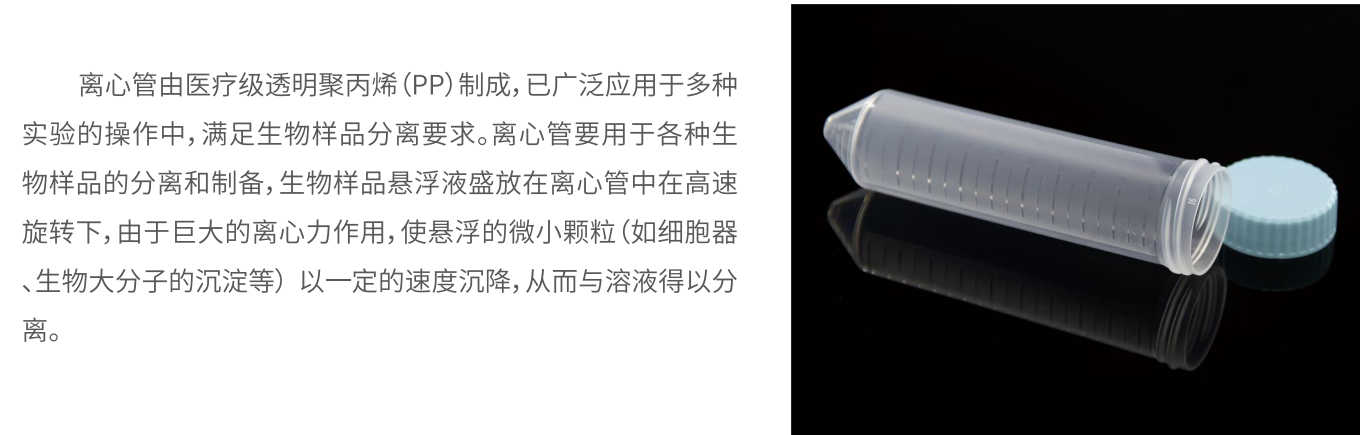 离心管由医疗级透明聚丙烯（PP）制成，已广泛应用于多种
实验的操作中，满足生物样品分离要求。离心管要用于各种生
物样品的分离和制备，生物样品悬浮液盛放在离心管中在高速
旋转下，由于巨大的离心力作用，使悬浮的微小颗粒（如细胞器
、生物大分子的沉淀等）以一定的速度沉降，从而与溶液得以分
离。